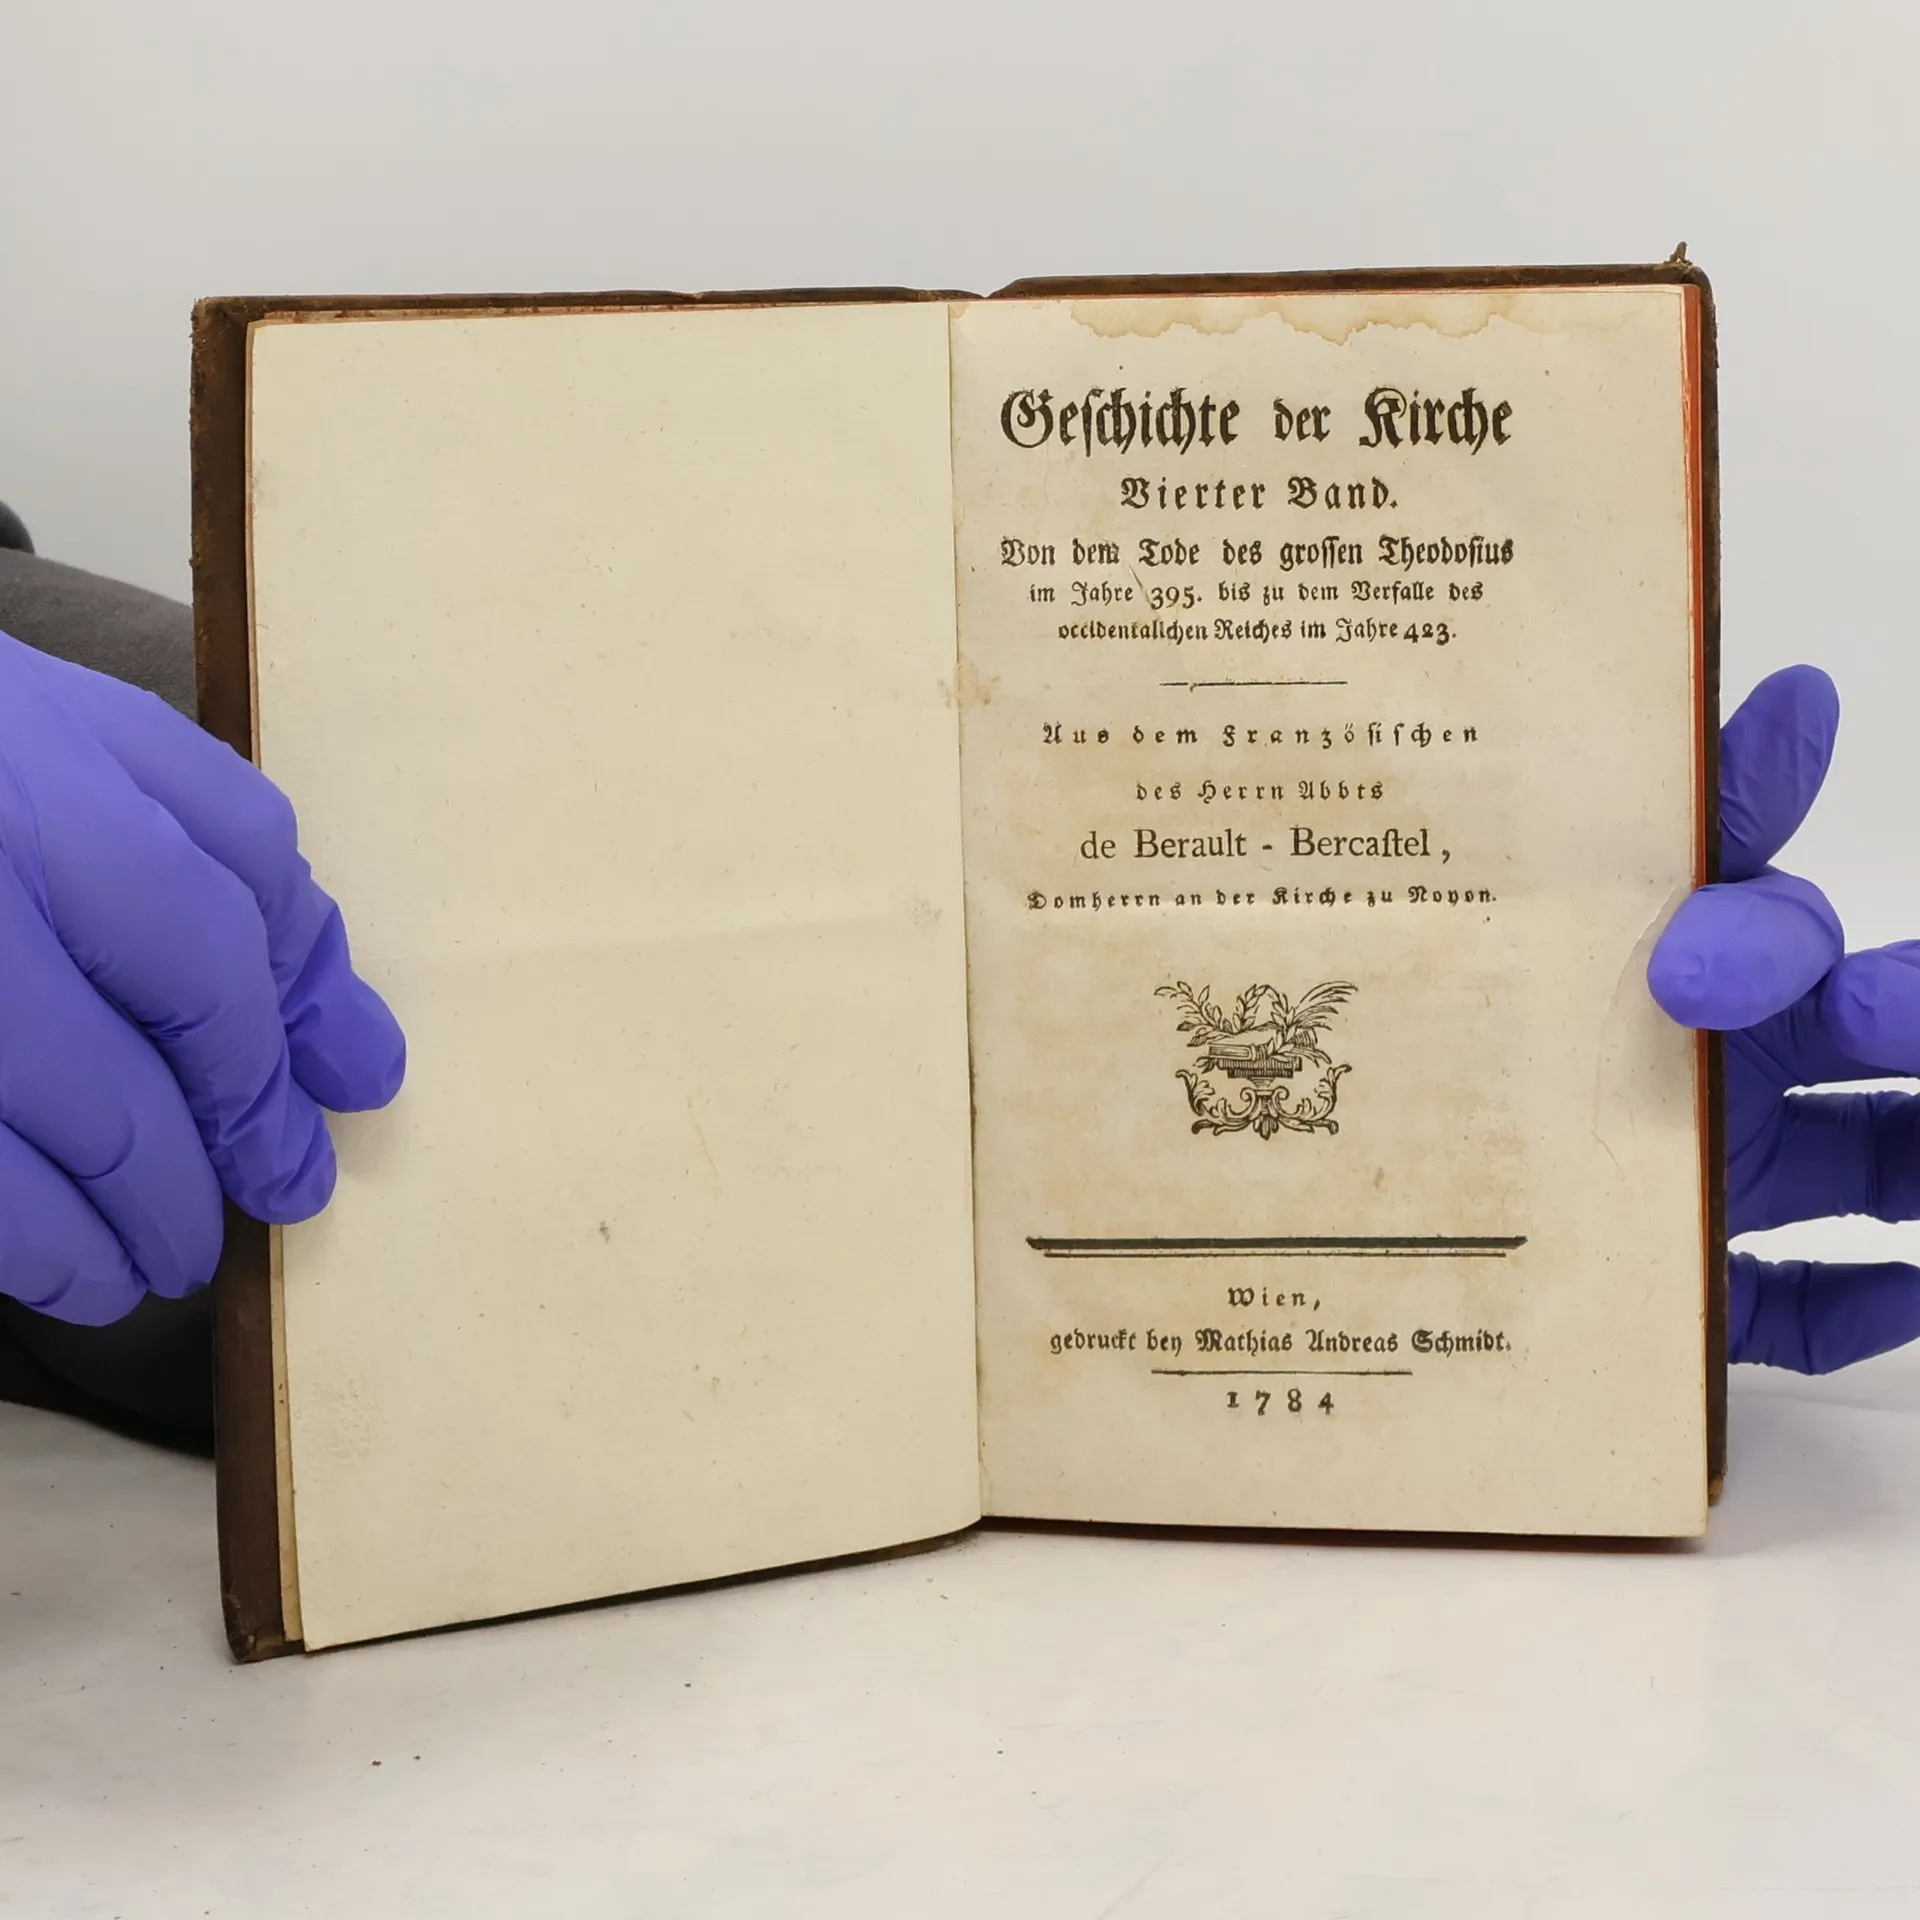 Geſchichte der Kirche
Vierter Band.
Von dem Tode des groſſen Theodoſius
im Jahre 395. bis zu dem Verfalle des
occidentaliſchen Reiches im Jahre 423.
Aus dem Französiſchen
des Herrn Abbts
de Berault - Bercaſtel,
Domherrn an der Kirche zu Noyon.
Wien,
gedruckt bey Mathias Andreas Schmidt.
1784